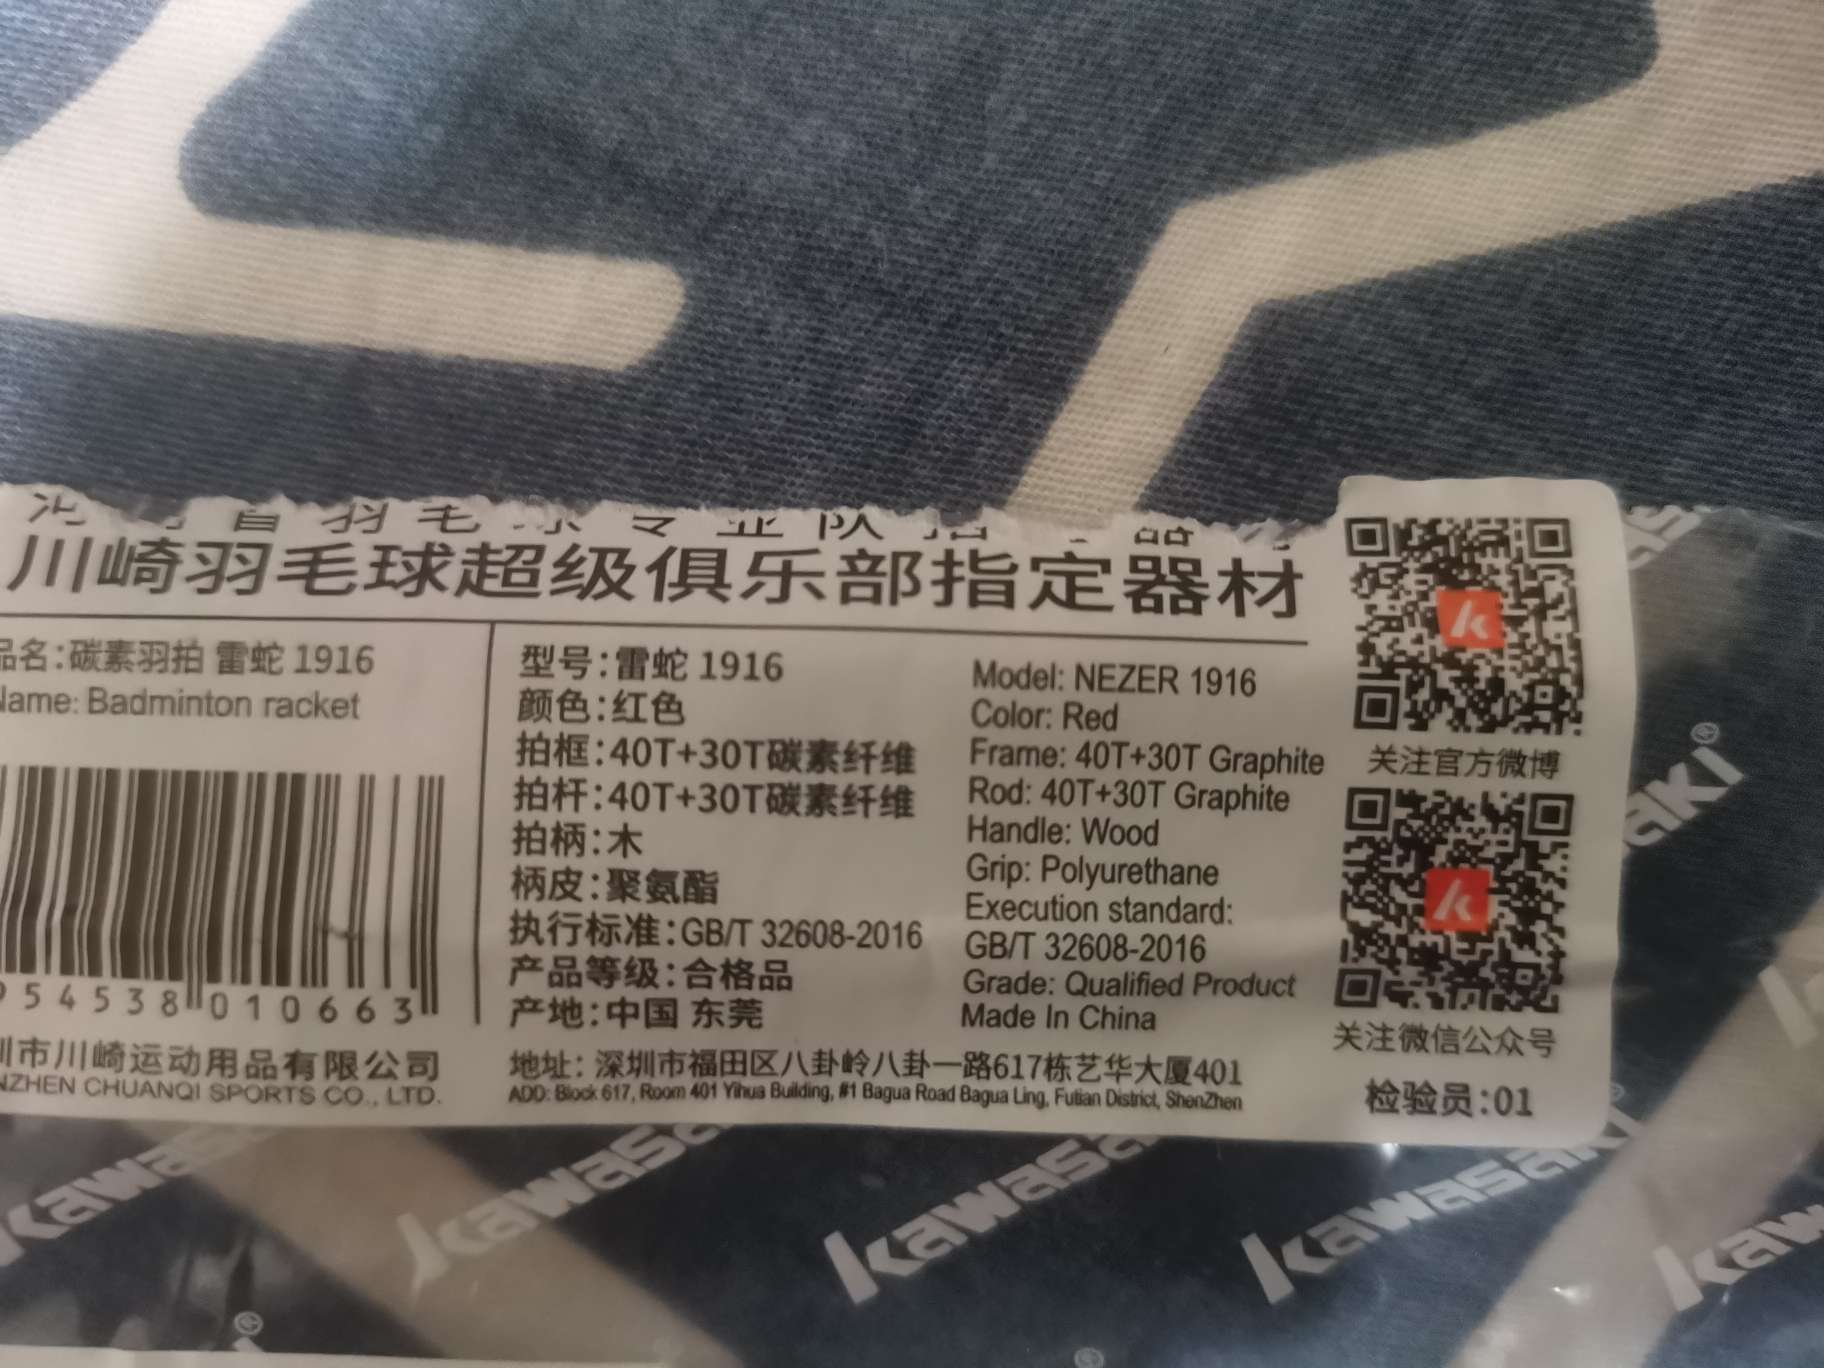 川崎羽毛球超级俱乐部指定器材
品名:碳素羽拍 雷蛇 1916
Name: Badminton racket
54538 010663
圳市川崎运动用品有限公司
NZHEN CHUANQI SPORTS CO., LTD.
型号:雷蛇 1916
颜色:红色
拍框:40T+30T碳素纤维
拍杆:40T+30T碳素纤维
拍柄:木
柄皮:聚氨酯
执行标准:GB/T 32608-2016
产品等级:合格品
产地:中国 东莞
Model: NEZER 1916
Color: Red
Frame: 40T+30T Graphite
Rod: 40T+30T Graphite
Handle: Wood
Grip: Polyurethane
Execution standard:
GB/T 32608-2016
Grade: Qualified Product
Made In China
地址: 深圳市福田区八卦岭八卦一路617栋艺华大厦401
ADD: Block 617, Room 401 Yihua Building, #1 Bagua Road Bagua Ling, Futian District, ShenZhen
关注官方微博
关注微信公众号
检验员:01
Kawasaki
Kawasaki
Kawasaki
Kawasaki